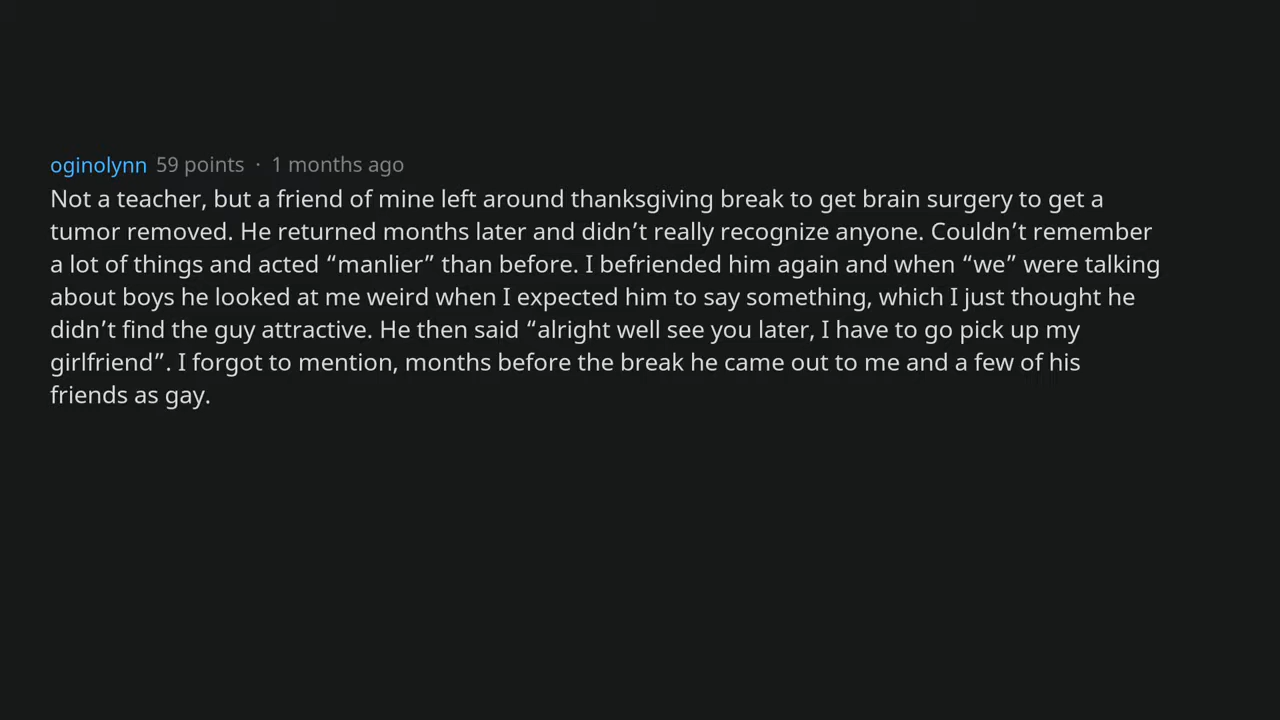 oginolynn 59 points · 1 months ago
Not a teacher, but a friend of mine left around thanksgiving break to get brain surgery to get a
tumor removed. He returned months later and didn’t really recognize anyone. Couldn’t remember
a lot of things and acted “manlier” than before. I befriended him again and when “we” were talking
about boys he looked at me weird when I expected him to say something, which I just thought he
didn’t find the guy attractive. He then said “alright well see you later, I have to go pick up my
girlfriend”. I forgot to mention, months before the break he came out to me and a few of his
friends as gay.